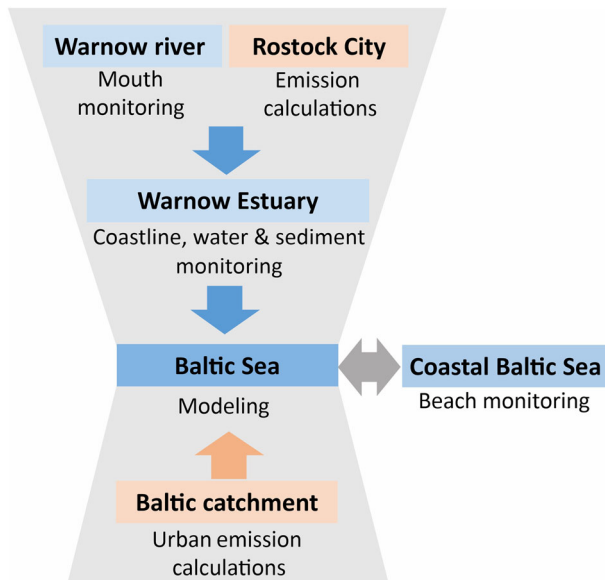 Warnow river
Mouth
monitoring
Rostock City
Emission
calculations
Warnow Estuary
Coastline, water & sediment
monitoring
Baltic Sea
Modeling
Coastal Baltic Sea
Beach monitoring
Baltic catchment
Urban emission
calculations